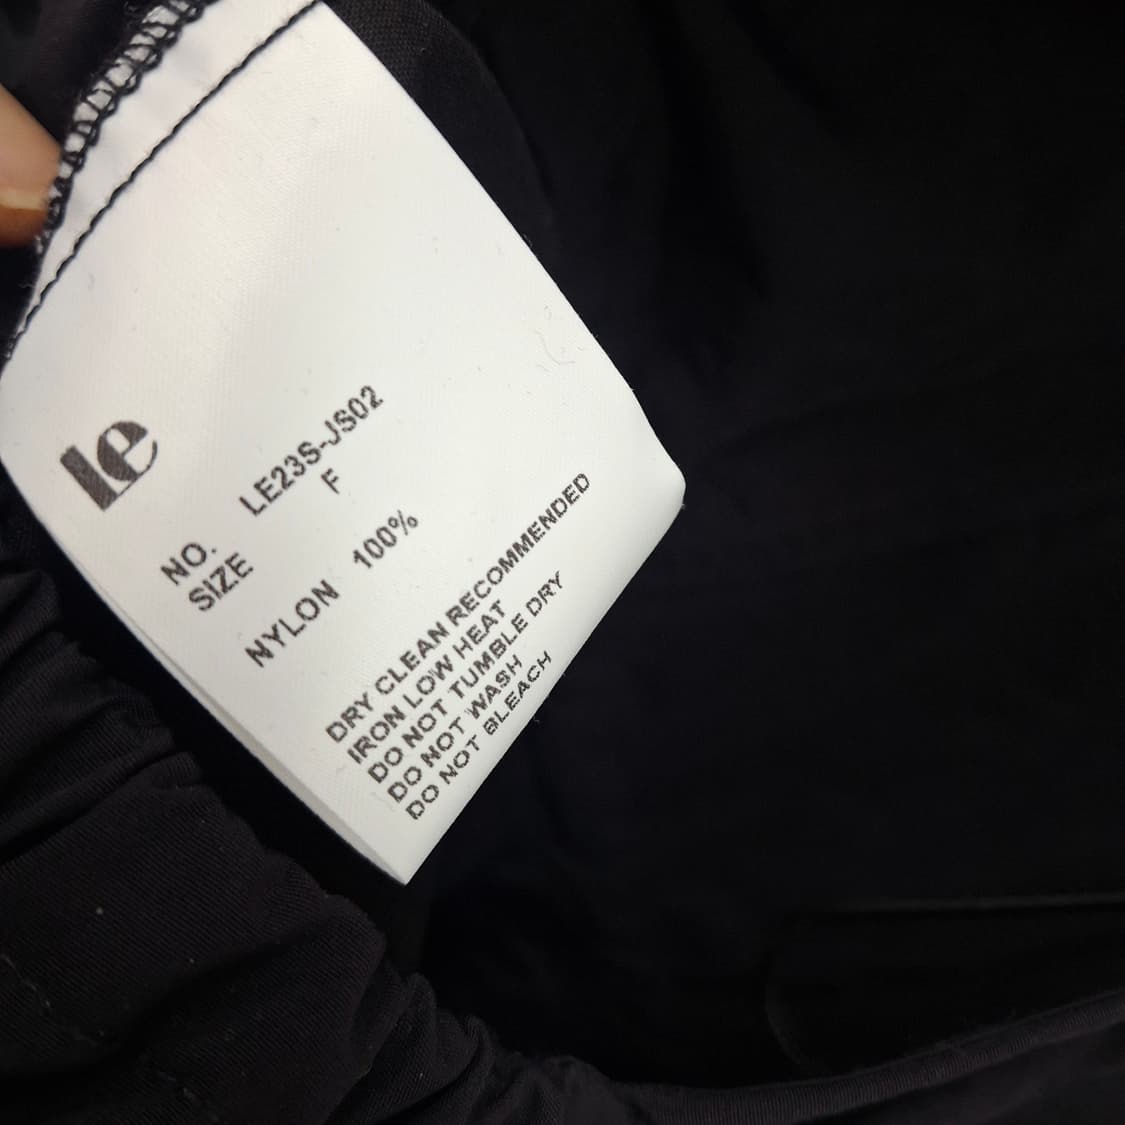 le
NO. LE23S-JS02
SIZE F
NYLON 100%
DRY CLEAN RECOMMENDED
IRON LOW HEAT
DO NOT TUMBLE DRY
DO NOT WASH
DO NOT BLEACH